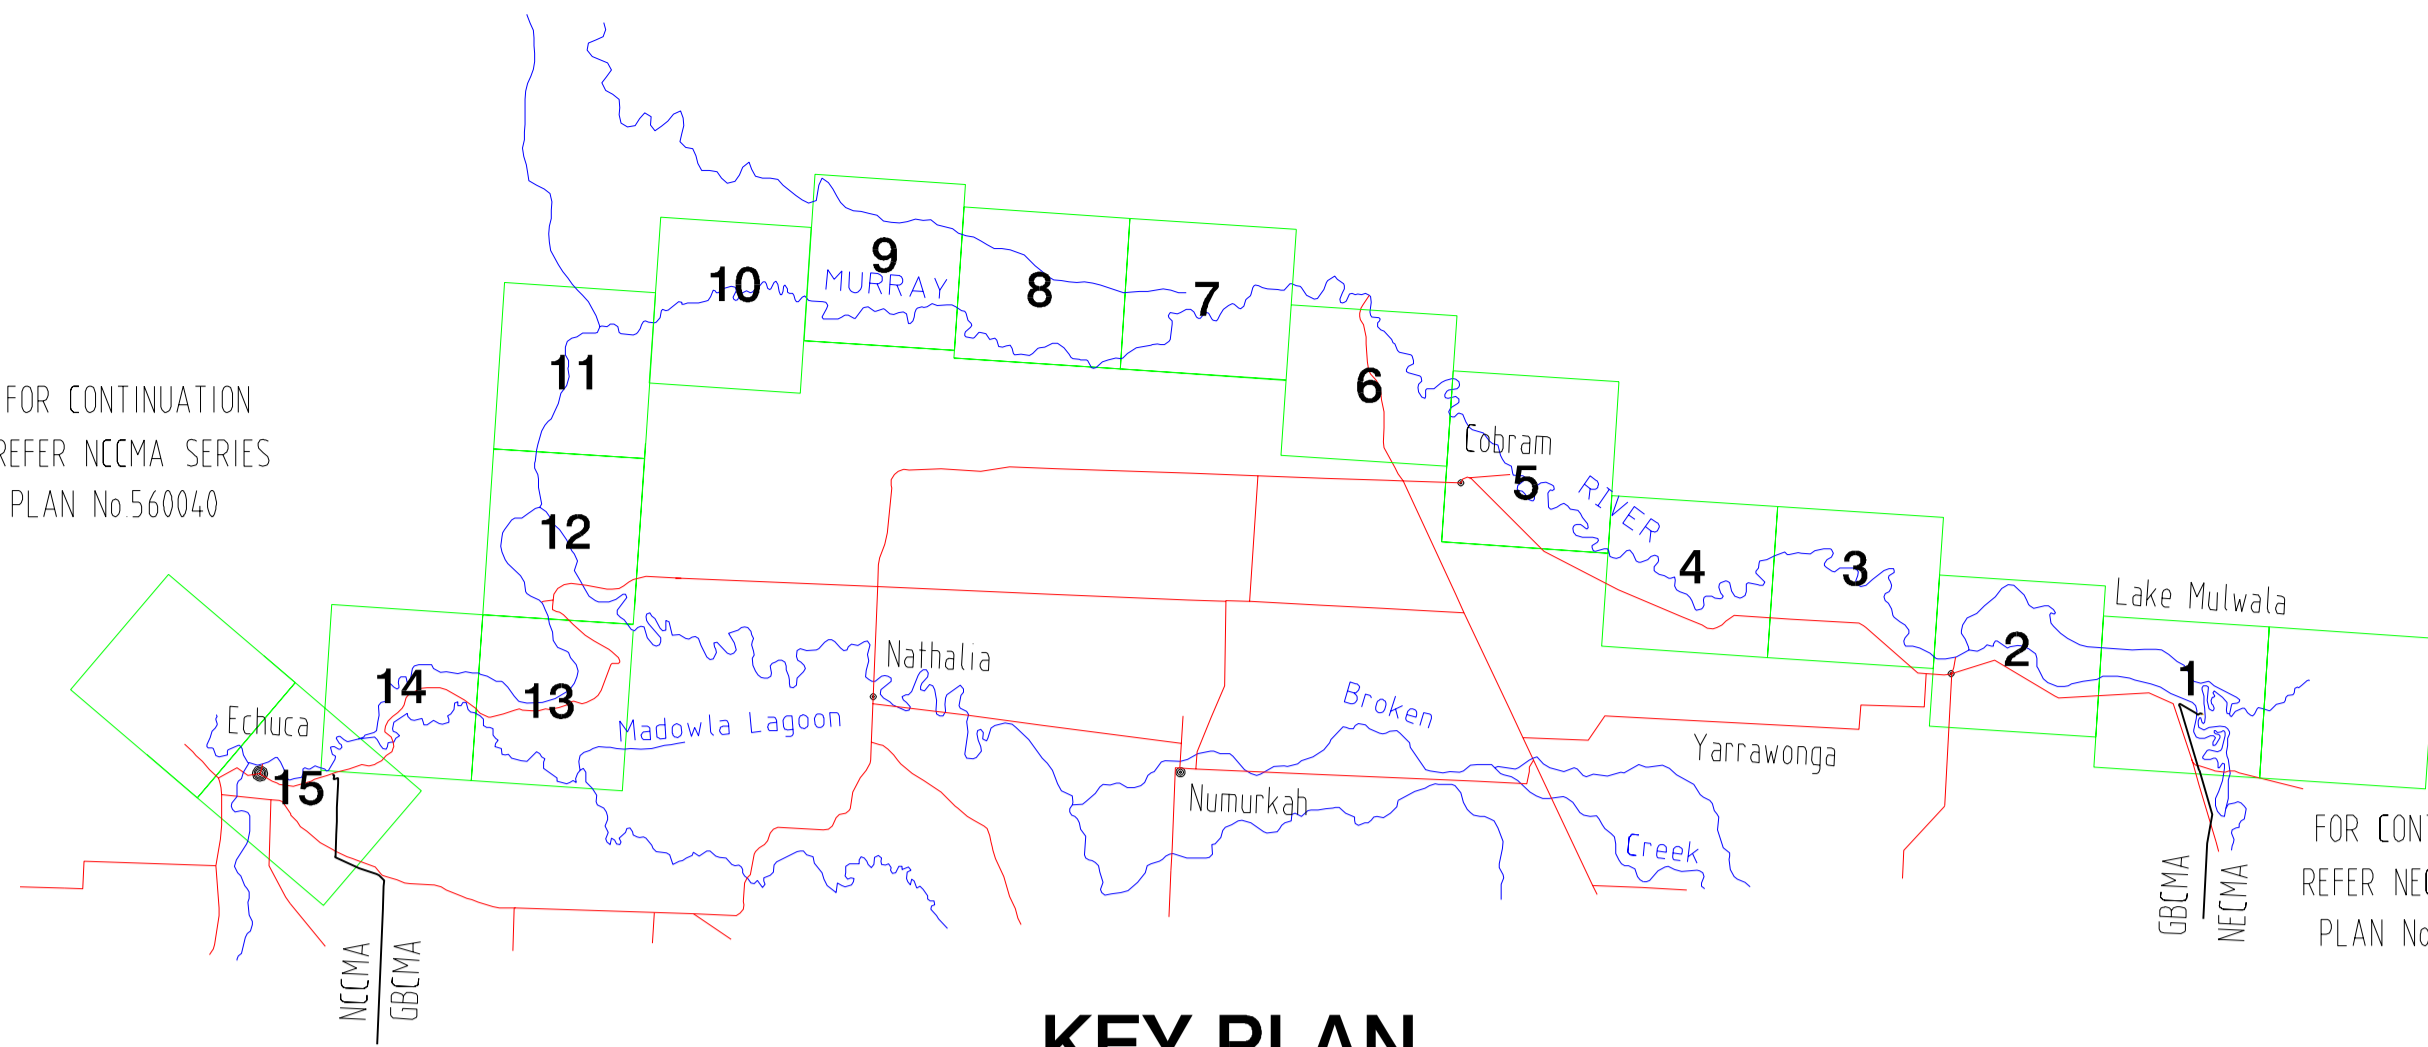 9
10
MURRAY
8
7
11
6
FOR CONTINUATION
REFER NCCMA SERIES
PLAN No.560040
Cobram
5
RIVER
12
4
3
Lake Mulwala
2
Nathalia
1
14
13
Broken
Echuca
Madowla Lagoon
Yarrawonga
15
Numurkah
Creek
FOR CONT
REFER NEC
PLAN No
GBCMA
NECMA
NCCMA
GBCMA
KEY PLAN